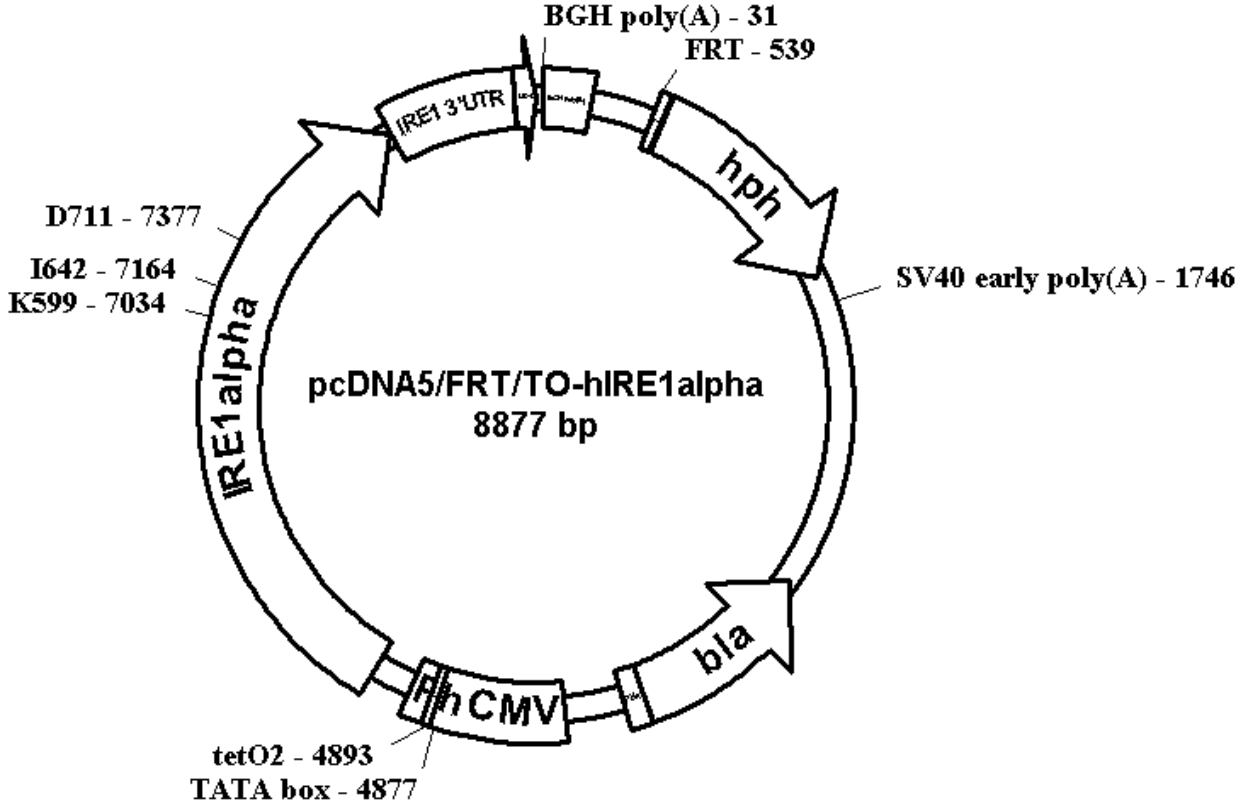 BGH poly(A) - 31
FRT - 539
IRE1 3'UTR
hph
D711 - 7377
I642 - 7164
K599 - 7034
SV40 early poly(A) - 1746
IRE1alpha
pcDNA5/FRT/TO-hIRE1alpha
8877 bp
bla
PhCMV
tetO2 - 4893
TATA box - 4877